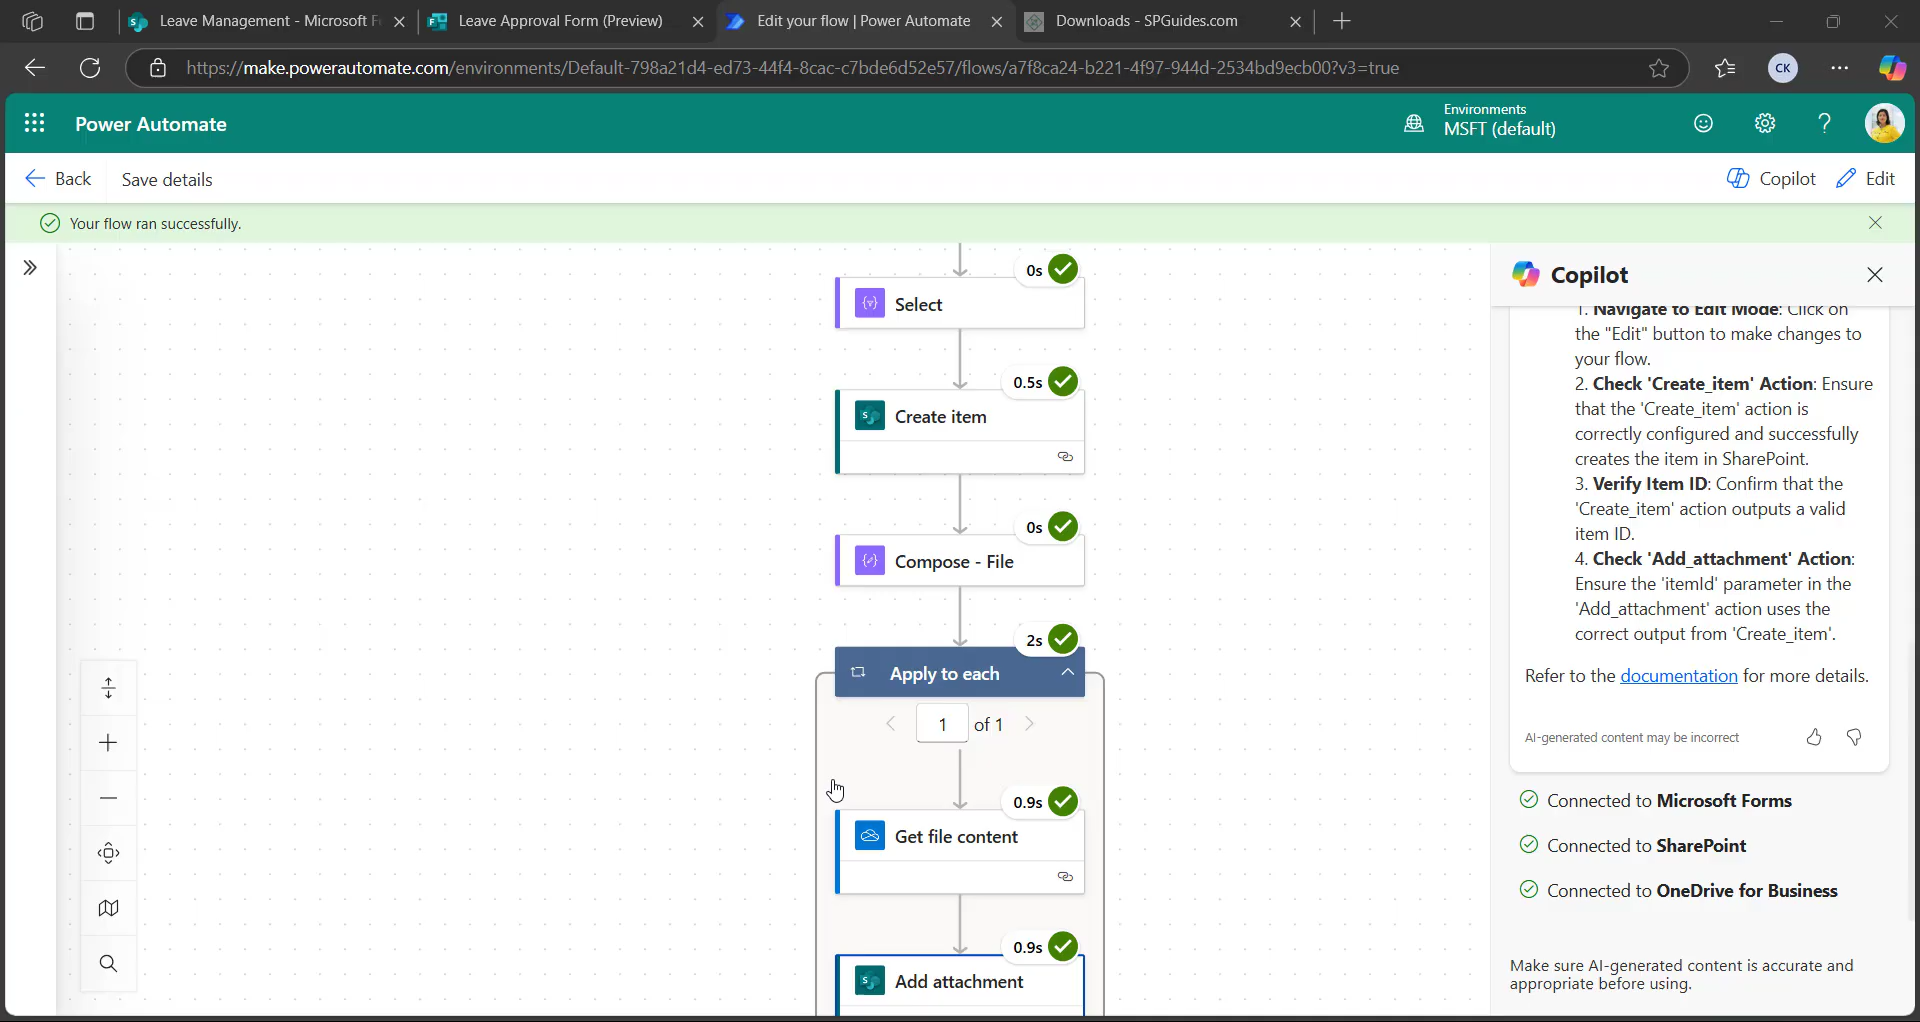 Leave Management - Microsoft F
Leave Approval Form (Preview)
Edit your flow | Power Automate
Downloads - SPGuides.com
https://make.powerautomate.com/environments/Default-798a21d4-ed73-44f4-8cac-c7bde6d52e57/flows/a7f8ca24-b221-4f97-944d-2534bd9ecb00?v3=true
CK
Power Automate
Environments
MSFT (default)
Back
Save details
Copilot
Edit
Your flow ran successfully.
0s
Select
0.5s
Create item
0s
Compose - File
2s
Apply to each
1 of 1
0.9s
Get file content
0.9s
Add attachment
Copilot
1. Navigate to Edit Mode: Click on
the "Edit" button to make changes to
your flow.
2. Check 'Create_item' Action: Ensure
that the 'Create_item' action is
correctly configured and successfully
creates the item in SharePoint.
3. Verify Item ID: Confirm that the
'Create_item' action outputs a valid
item ID.
4. Check 'Add_attachment' Action:
Ensure the 'itemId' parameter in the
'Add_attachment' action uses the
correct output from 'Create_item'.
Refer to the documentation for more details.
AI-generated content may be incorrect
Connected to Microsoft Forms
Connected to SharePoint
Connected to OneDrive for Business
Make sure AI-generated content is accurate and
appropriate before using.